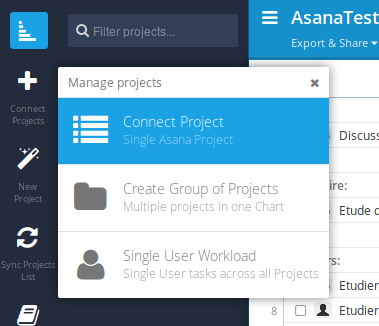 Filter projects...
AsanaTest
Export & Share
Connect
Projects
New
Project
Sync Projects
List
Manage projects
Connect Project
Single Asana Project
Create Group of Projects
Multiple projects in one Chart
Single User Workload
Single User tasks across all Projects
Discuss
ire:
Etude d
rs:
Etudier
8
Etudier